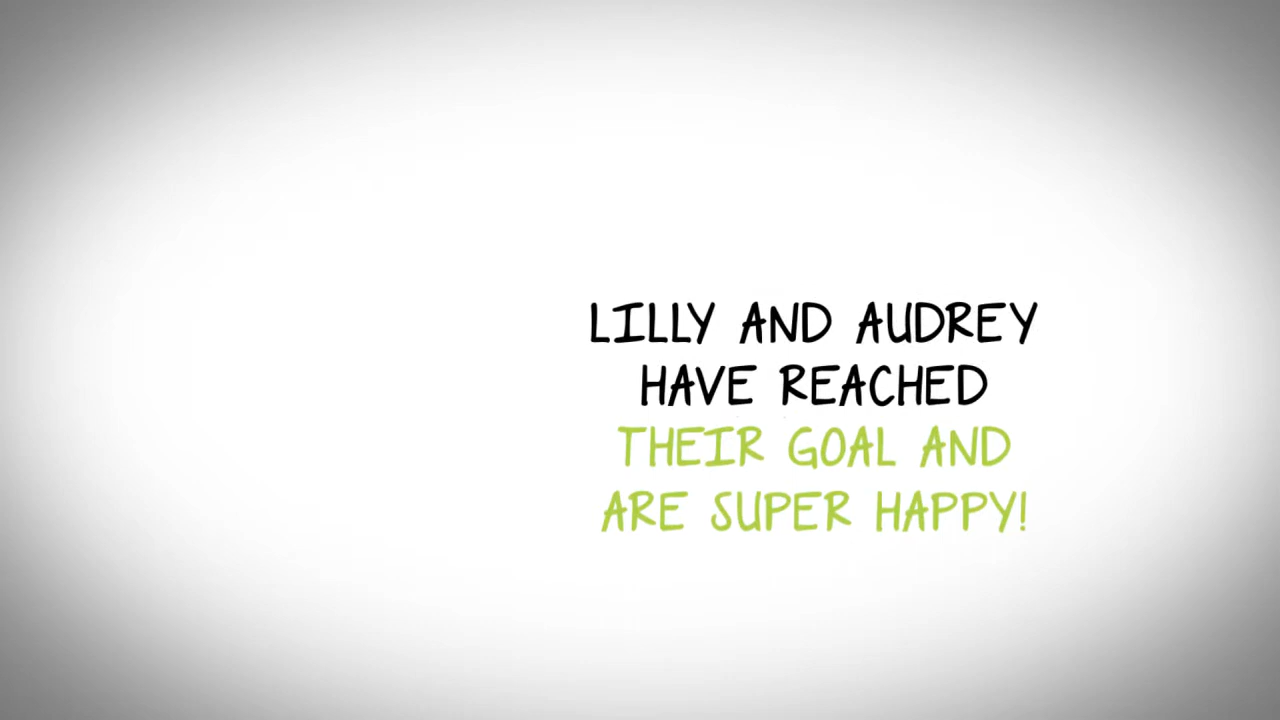 LILLY AND AUDREY
HAVE REACHED
THEIR GOAL AND
ARE SUPER HAPPY!